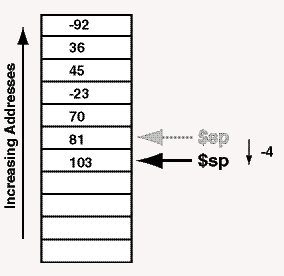 Increasing Addresses
-92
36
45
-23
70
81
103
$sp
$sp
-4